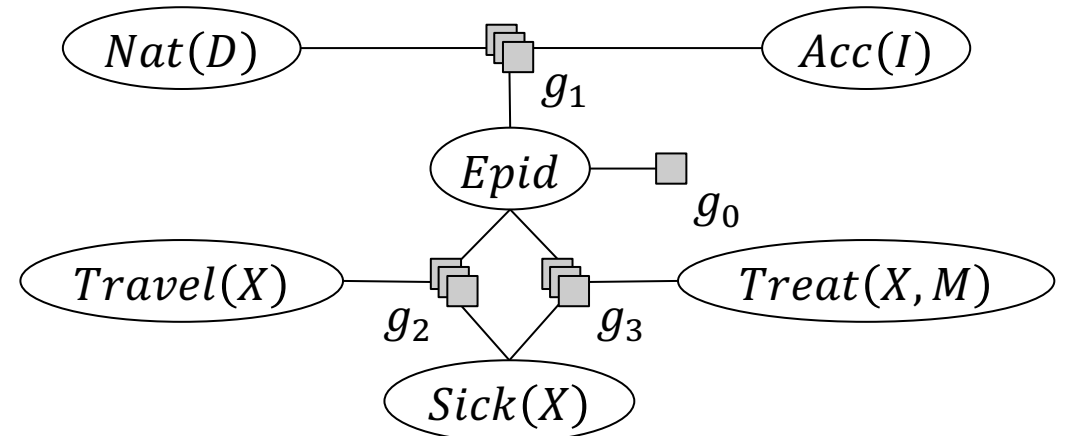 Nat(D)
Acc(I)
g₁
Epid
g₀
Travel(X)
Treat(X, M)
g₂
g₃
Sick(X)